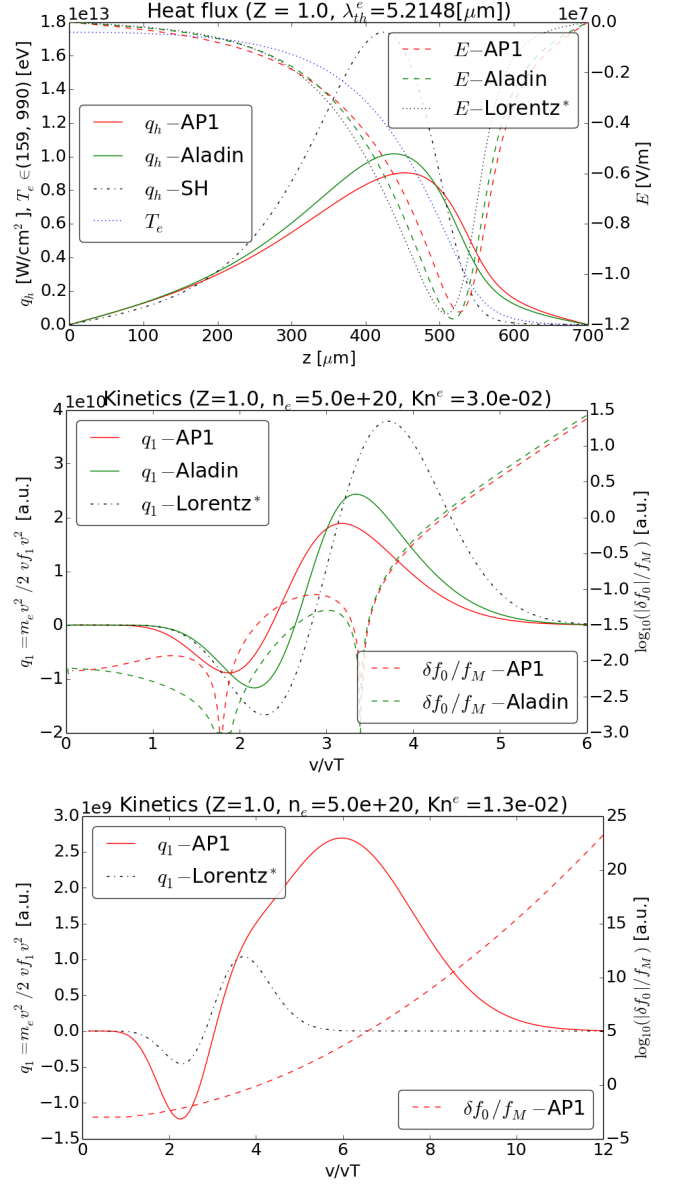 Heat flux (Z = 1.0, λ_th^e=5.2148[μm])
1e13
1e7
1.8
1.6
1.4
1.2
1.0
0.8
0.6
0.4
0.2
0.0
q_h [W/cm²], T_e ∈(159, 990) [eV]
q_h−AP1
q_h−Aladin
q_h−SH
T_e
E−AP1
E−Aladin
E−Lorentz*
0.0
−0.2
−0.4
−0.6
−0.8
−1.0
−1.2
E [V/m]
0 100 200 300 400 500 600 700
z [μm]
1e10
Kinetics (Z=1.0, n_e=5.0e+20, Kn^e=3.0e-02)
4
3
2
1
0
−1
−2
q_1 = m_e v² /2 v f_1 v² [a.u.]
q_1−AP1
q_1−Aladin
q_1−Lorentz*
δf_0/f_M−AP1
δf_0/f_M−Aladin
1.5
1.0
0.5
0.0
−0.5
−1.0
−1.5
−2.0
−2.5
−3.0
log_10(|δf_0|/f_M) [a.u.]
0 1 2 3 4 5 6
v/vT
1e9
Kinetics (Z=1.0, n_e=5.0e+20, Kn^e=1.3e-02)
3.0
2.5
2.0
1.5
1.0
0.5
0.0
−0.5
−1.0
−1.5
q_1 = m_e v² /2 v f_1 v² [a.u.]
q_1−AP1
q_1−Lorentz*
δf_0/f_M−AP1
25
20
15
10
5
0
−5
log_10(|δf_0|/f_M) [a.u.]
0 2 4 6 8 10 12
v/vT